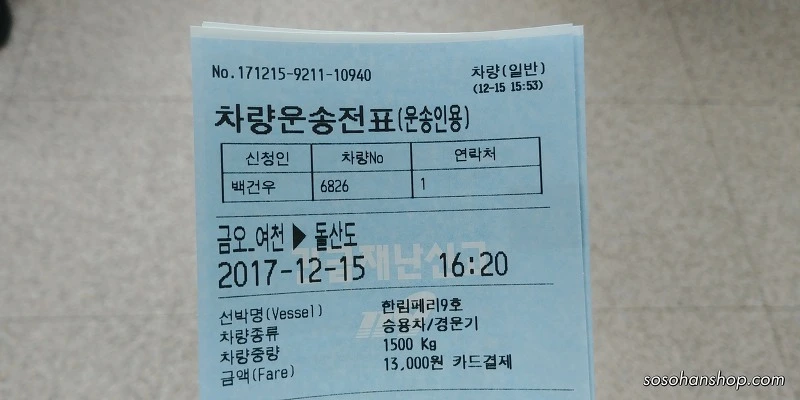 No.171215-9211-10940 차량(일반)
(12-15 15:53)
차량운송전표(운송인용)
신청인 차량No 연락처
백건우 6826 1
금오_여천 ▶ 돌산도
2017-12-15 16:20
선박명(Vessel) 한림페리9호
차량종류 승용차/경운기
차량중량 1500 Kg
금액(Fare) 13,000원 카드결제
sosohanshop.com